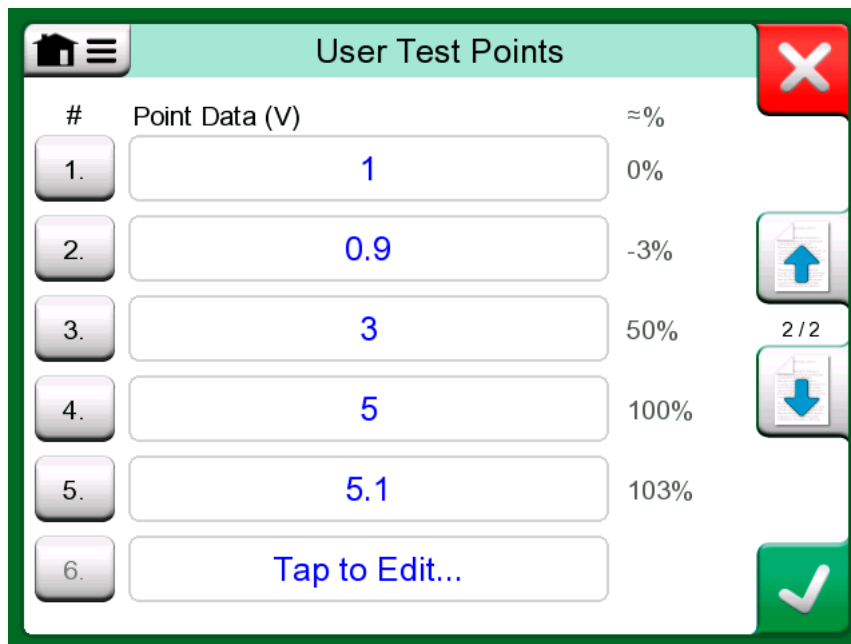 User Test Points
# Point Data (V) ≈%
1. 1 0%
2. 0.9 -3%
3. 3 50%
2 / 2
4. 5 100%
5. 5.1 103%
6. Tap to Edit...